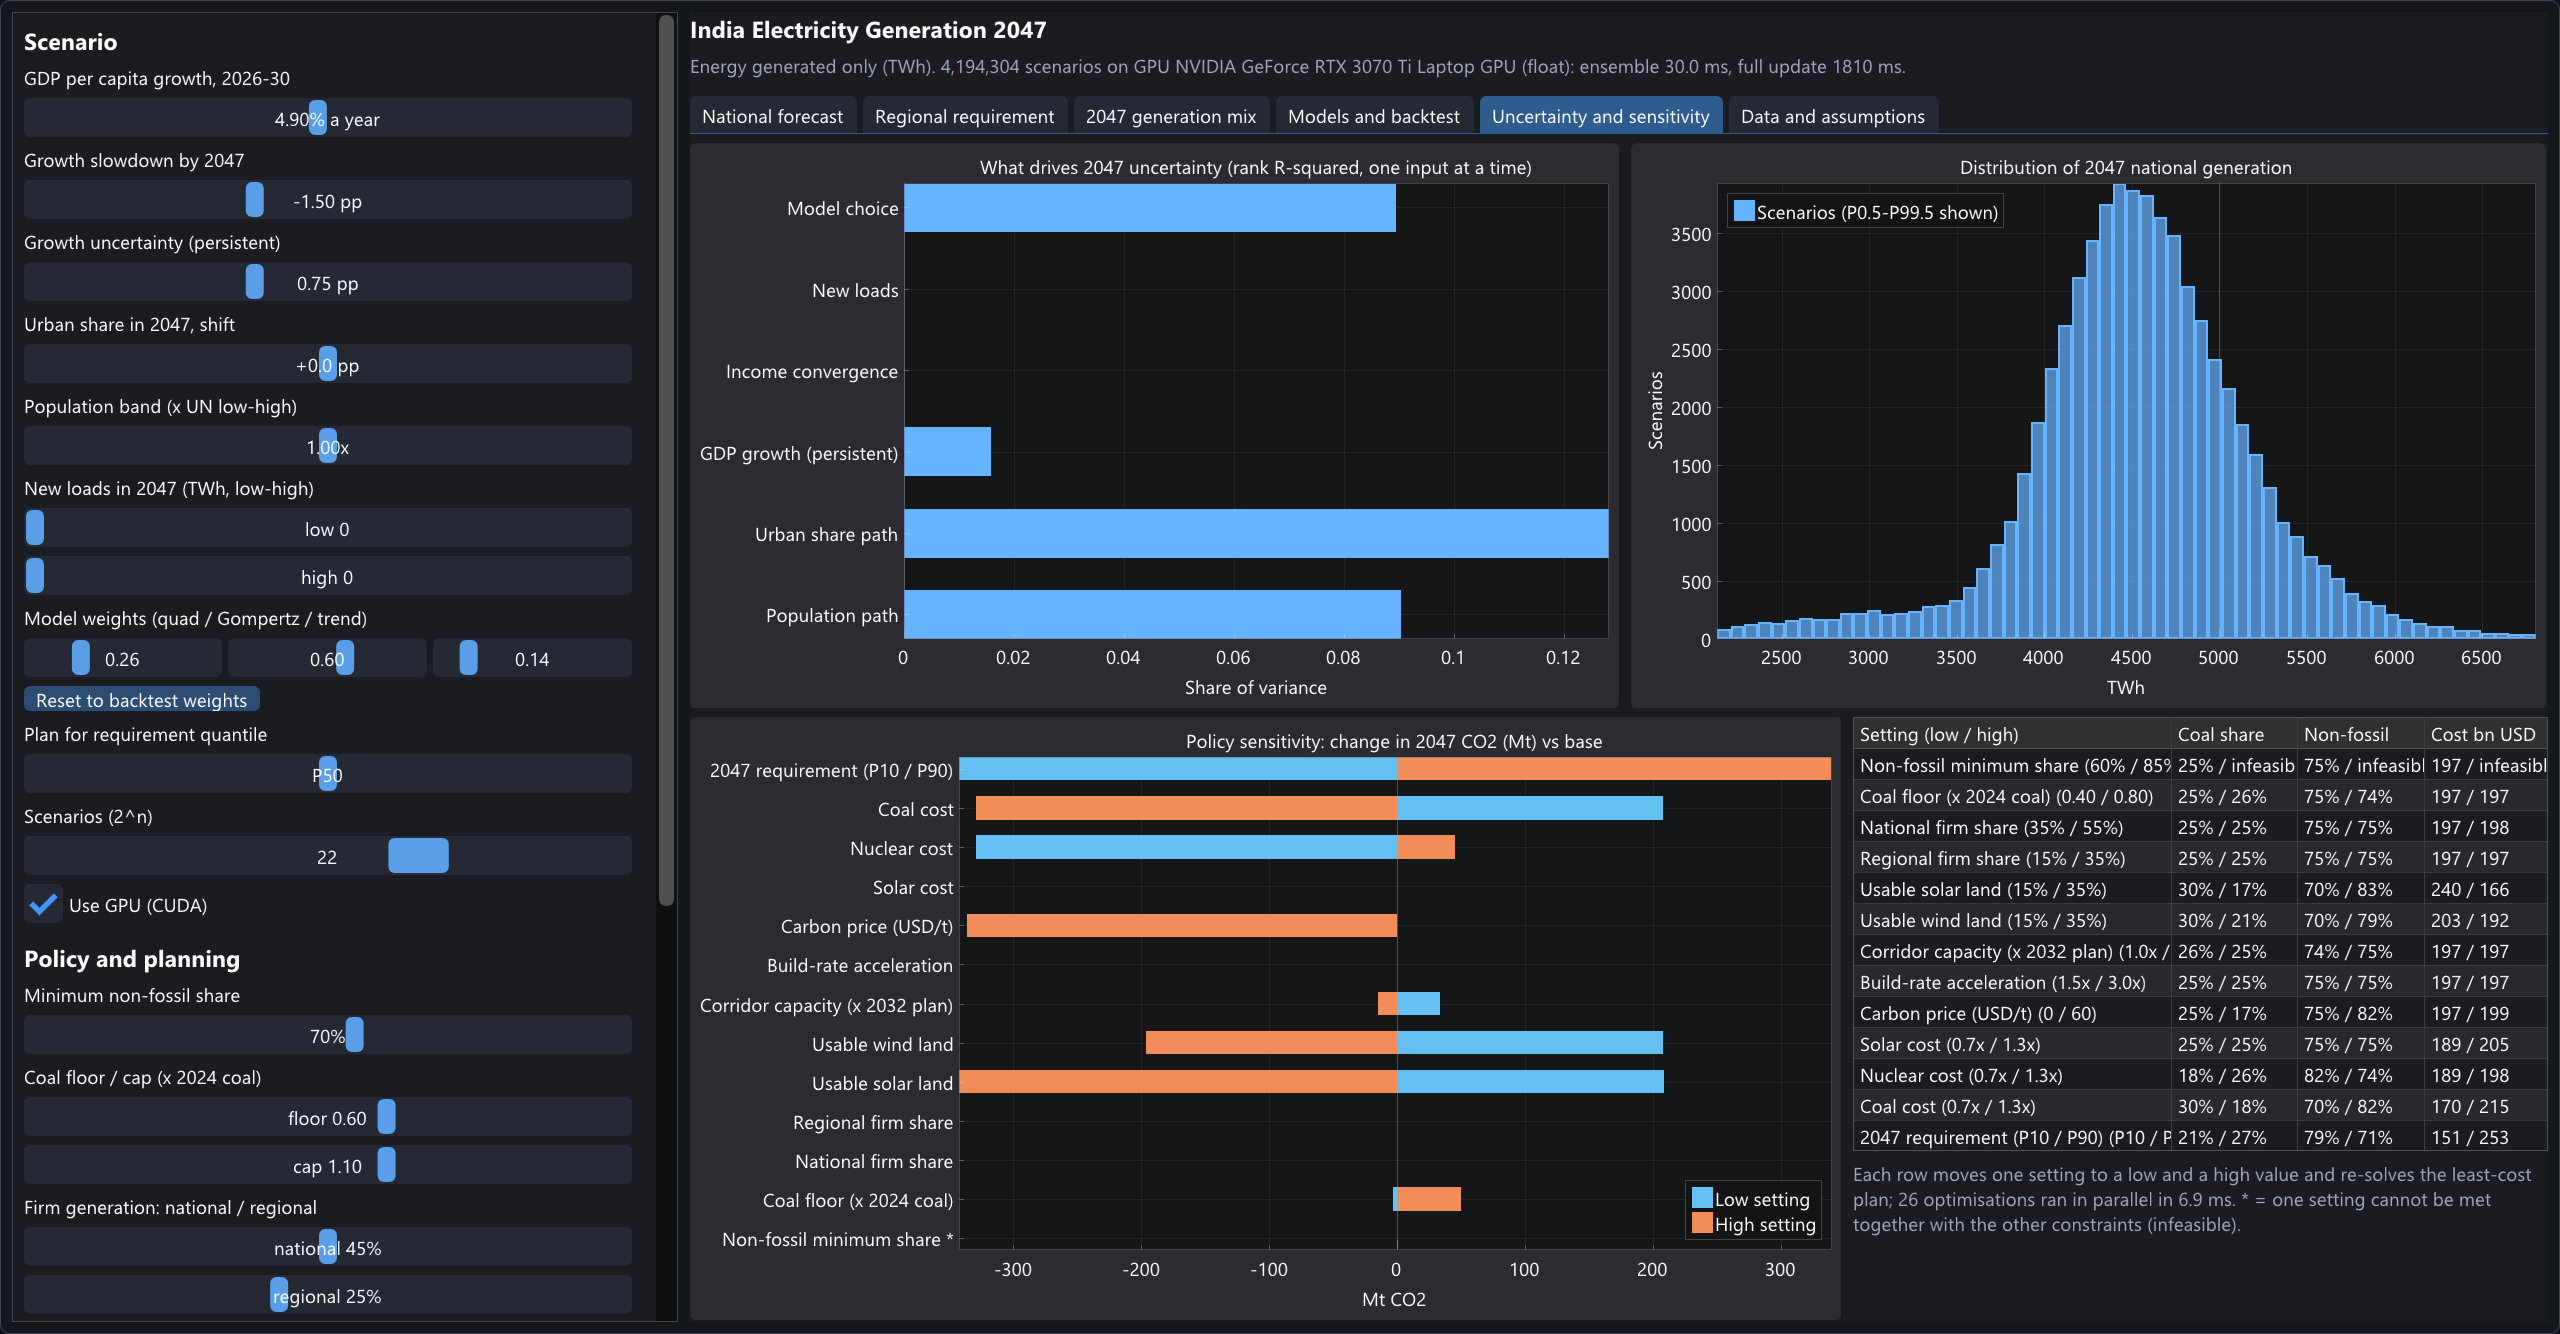 Scenario
GDP per capita growth, 2026-30
4.90% a year
Growth slowdown by 2047
-1.50 pp
Growth uncertainty (persistent)
0.75 pp
Urban share in 2047, shift
+0.0 pp
Population band (x UN low-high)
1.00x
New loads in 2047 (TWh, low-high)
low 0
high 0
Model weights (quad / Gompertz / trend)
0.26 0.60 0.14
Reset to backtest weights
Plan for requirement quantile
P50
Scenarios (2^n)
22
Use GPU (CUDA)
Policy and planning
Minimum non-fossil share
70%
Coal floor / cap (x 2024 coal)
floor 0.60
cap 1.10
Firm generation: national / regional
national 45%
regional 25%
India Electricity Generation 2047
Energy generated only (TWh). 4,194,304 scenarios on GPU NVIDIA GeForce RTX 3070 Ti Laptop GPU (float): ensemble 30.0 ms, full update 1810 ms.
National forecast Regional requirement 2047 generation mix Models and backtest Uncertainty and sensitivity Data and assumptions
What drives 2047 uncertainty (rank R-squared, one input at a time)
Model choice
New loads
Income convergence
GDP growth (persistent)
Urban share path
Population path
0 0.02 0.04 0.06 0.08 0.1 0.12
Share of variance
Distribution of 2047 national generation
Scenarios (P0.5-P99.5 shown)
Scenarios
3500
3000
2500
2000
1500
1000
500
0
2500 3000 3500 4000 4500 5000 5500 6000 6500
TWh
Policy sensitivity: change in 2047 CO2 (Mt) vs base
2047 requirement (P10 / P90)
Coal cost
Nuclear cost
Solar cost
Carbon price (USD/t)
Build-rate acceleration
Corridor capacity (x 2032 plan)
Usable wind land
Usable solar land
Regional firm share
National firm share
Coal floor (x 2024 coal)
Non-fossil minimum share *
Low setting
High setting
-300 -200 -100 0 100 200 300
Mt CO2
Setting (low / high) Coal share Non-fossil Cost bn USD
Non-fossil minimum share (60% / 85% 25% / infeasib 75% / infeasibl 197 / infeasibl
Coal floor (x 2024 coal) (0.40 / 0.80) 25% / 26% 75% / 74% 197 / 197
National firm share (35% / 55%) 25% / 25% 75% / 75% 197 / 198
Regional firm share (15% / 35%) 25% / 25% 75% / 75% 197 / 197
Usable solar land (15% / 35%) 30% / 17% 70% / 83% 240 / 166
Usable wind land (15% / 35%) 30% / 21% 70% / 79% 203 / 192
Corridor capacity (x 2032 plan) (1.0x / 26% / 25% 74% / 75% 197 / 197
Build-rate acceleration (1.5x / 3.0x) 25% / 25% 75% / 75% 197 / 197
Carbon price (USD/t) (0 / 60) 25% / 17% 75% / 82% 197 / 199
Solar cost (0.7x / 1.3x) 25% / 25% 75% / 75% 189 / 205
Nuclear cost (0.7x / 1.3x) 18% / 26% 82% / 74% 189 / 198
Coal cost (0.7x / 1.3x) 30% / 18% 70% / 82% 170 / 215
2047 requirement (P10 / P90) (P10 / P 21% / 27% 79% / 71% 151 / 253
Each row moves one setting to a low and a high value and re-solves the least-cost
plan; 26 optimisations ran in parallel in 6.9 ms. * = one setting cannot be met
together with the other constraints (infeasible).